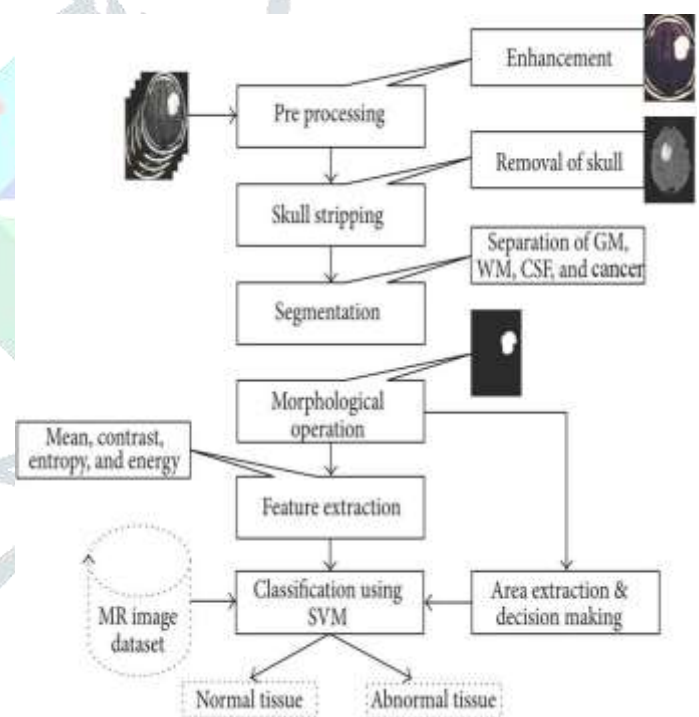 Enhancement
Pre processing
Removal of skull
Skull stripping
Separation of GM,
WM, CSF, and cancer
Segmentation
Morphological
operation
Mean, contrast,
entropy, and energy
Feature extraction
MR image
dataset
Classification using
SVM
Area extraction &
decision making
Normal tissue
Abnormal tissue